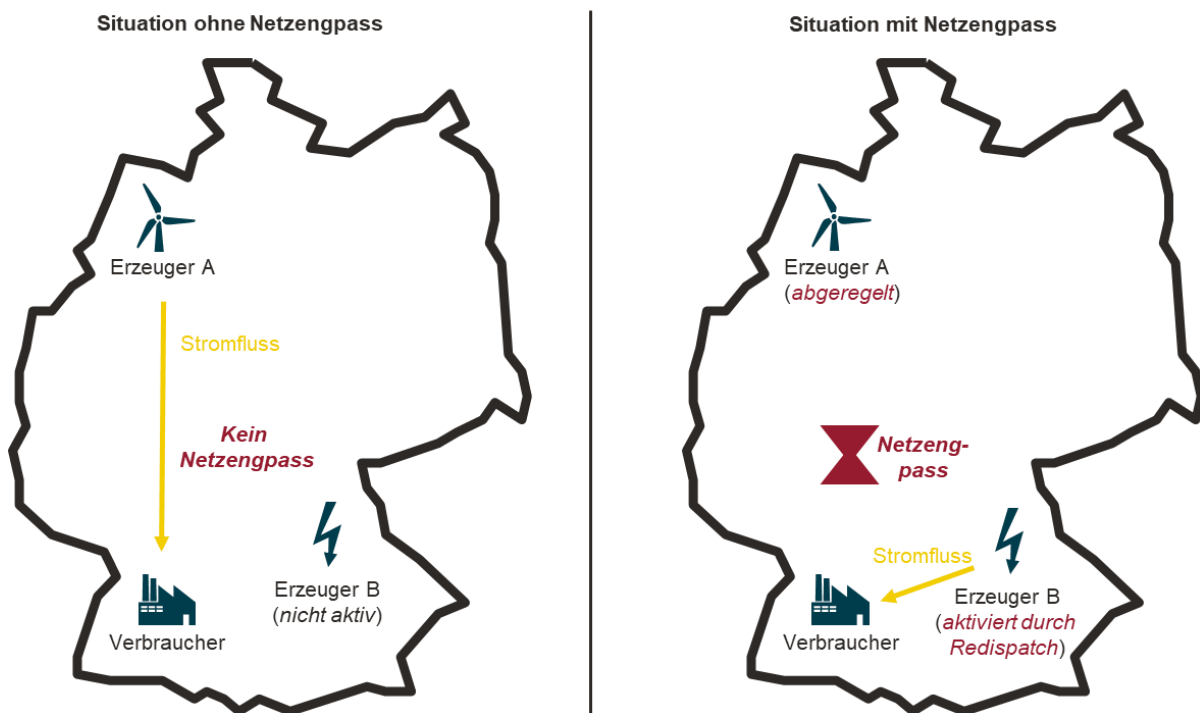 Situation ohne Netzengpass
Erzeuger A
Stromfluss
Kein
Netzengpass
Erzeuger B
(nicht aktiv)
Verbraucher
Situation mit Netzengpass
Erzeuger A
(abgeregelt)
Netzeng-
pass
Stromfluss
Erzeuger B
(aktiviert durch
Redispatch)
Verbraucher